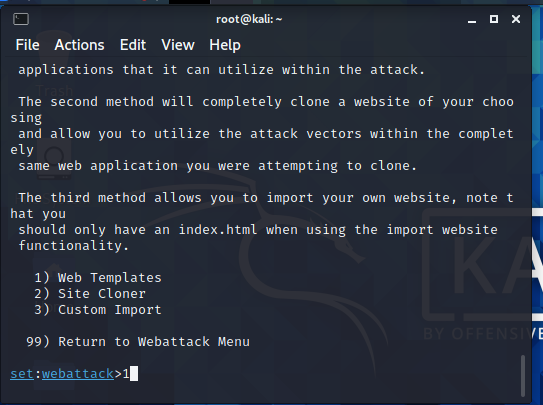 root@kali: ~
File Actions Edit View Help
applications that it can utilize within the attack.
The second method will completely clone a website of your choo
sing
and allow you to utilize the attack vectors within the complet
ely
same web application you were attempting to clone.
The third method allows you to import your own website, note t
hat you
should only have an index.html when using the import website
functionality.
1) Web Templates
2) Site Cloner
3) Custom Import
99) Return to Webattack Menu
set:webattack>1
Trash
KA
BY OFFENSIVE